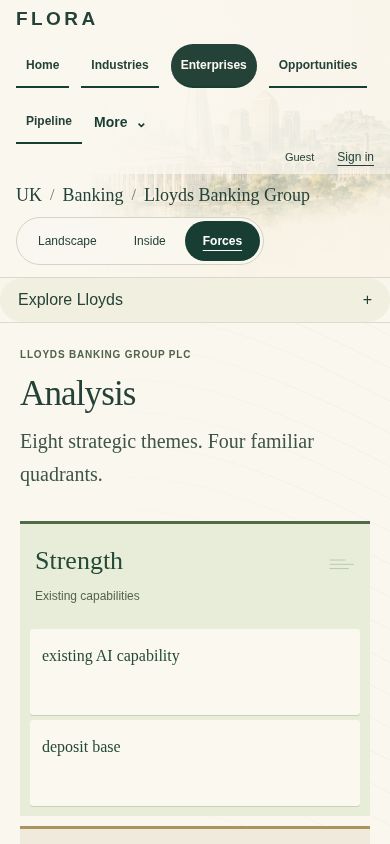 FLORA
Home Industries Enterprises Opportunities
Pipeline More
Guest Sign in
UK / Banking / Lloyds Banking Group
Landscape Inside Forces
Explore Lloyds +
LLOYDS BANKING GROUP PLC
Analysis
Eight strategic themes. Four familiar
quadrants.
Strength
Existing capabilities
existing AI capability
deposit base